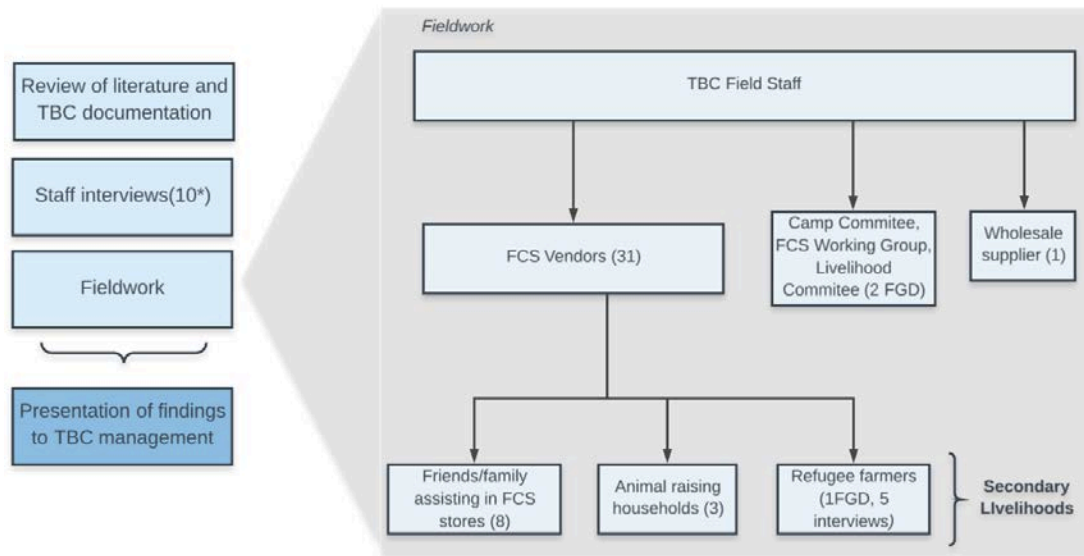 Fieldwork
Review of literature and
TBC documentation
Staff interviews(10*)
Fieldwork
Presentation of findings
to TBC management
TBC Field Staff
FCS Vendors (31)
Camp Commitee,
FCS Working Group,
Livelihood
Commitee (2 FGD)
Wholesale
supplier (1)
Friends/family
assisting in FCS
stores (8)
Animal raising
households (3)
Refugee farmers
(1FGD, 5
interviews)
Secondary
LIvelihoods